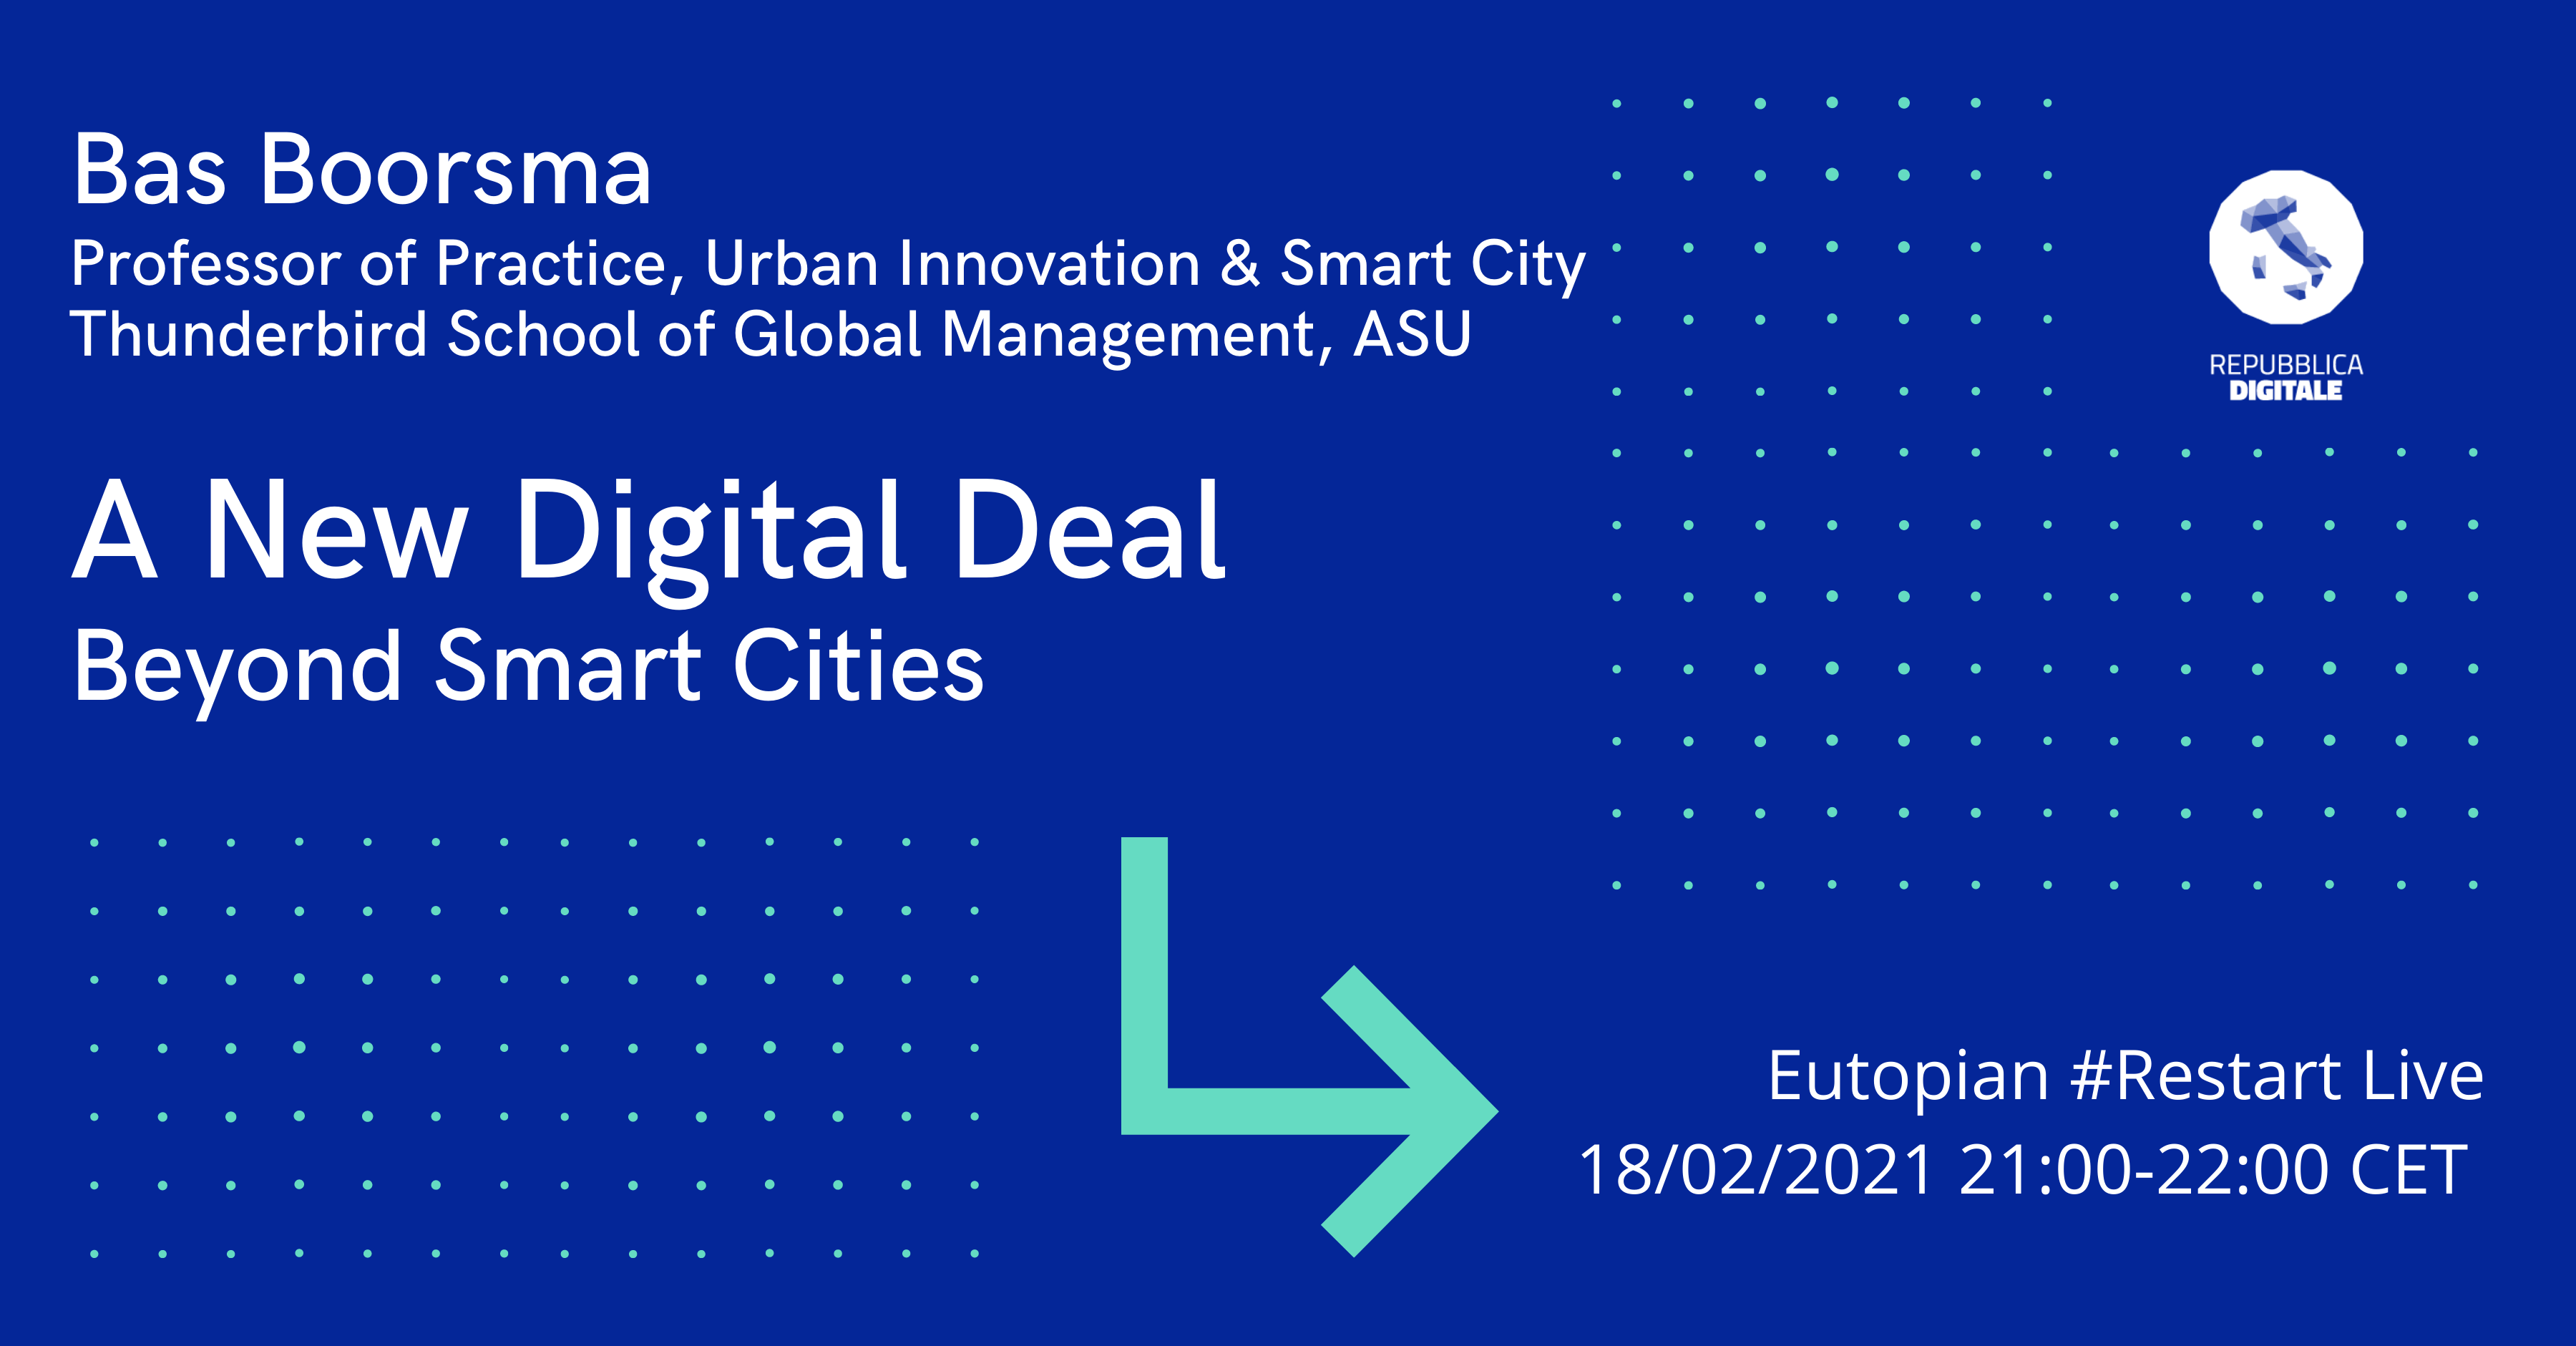 Bas Boorsma
Professor of Practice, Urban Innovation & Smart City
Thunderbird School of Global Management, ASU
REPUBBLICA
DIGITALE
A New Digital Deal
Beyond Smart Cities
Eutopian #Restart Live
18/02/2021 21:00-22:00 CET